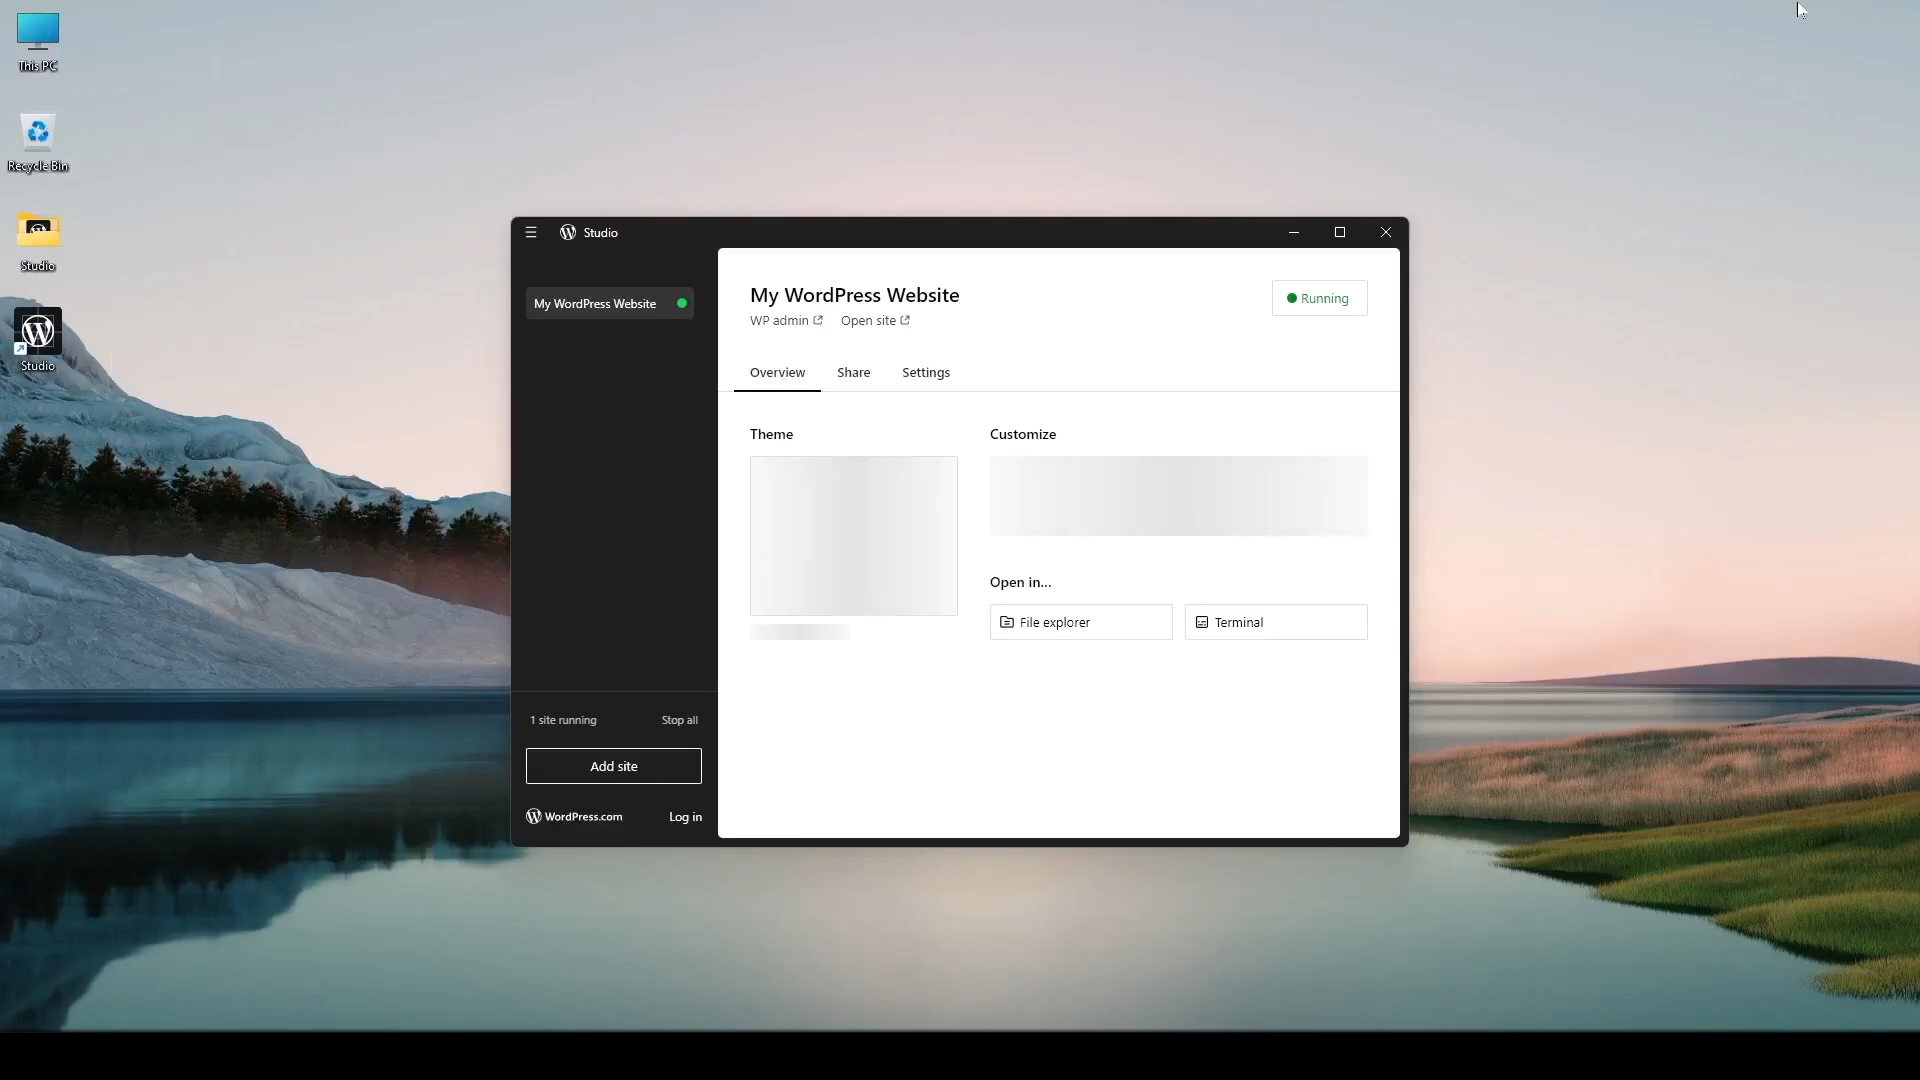 This PC
Recycle Bin
Studio
Studio
Studio
My WordPress Website
1 site running
Stop all
Add site
WordPress.com
Log in
My WordPress Website
WP admin
Open site
Running
Overview
Share
Settings
Theme
Customize
Open in...
File explorer
Terminal